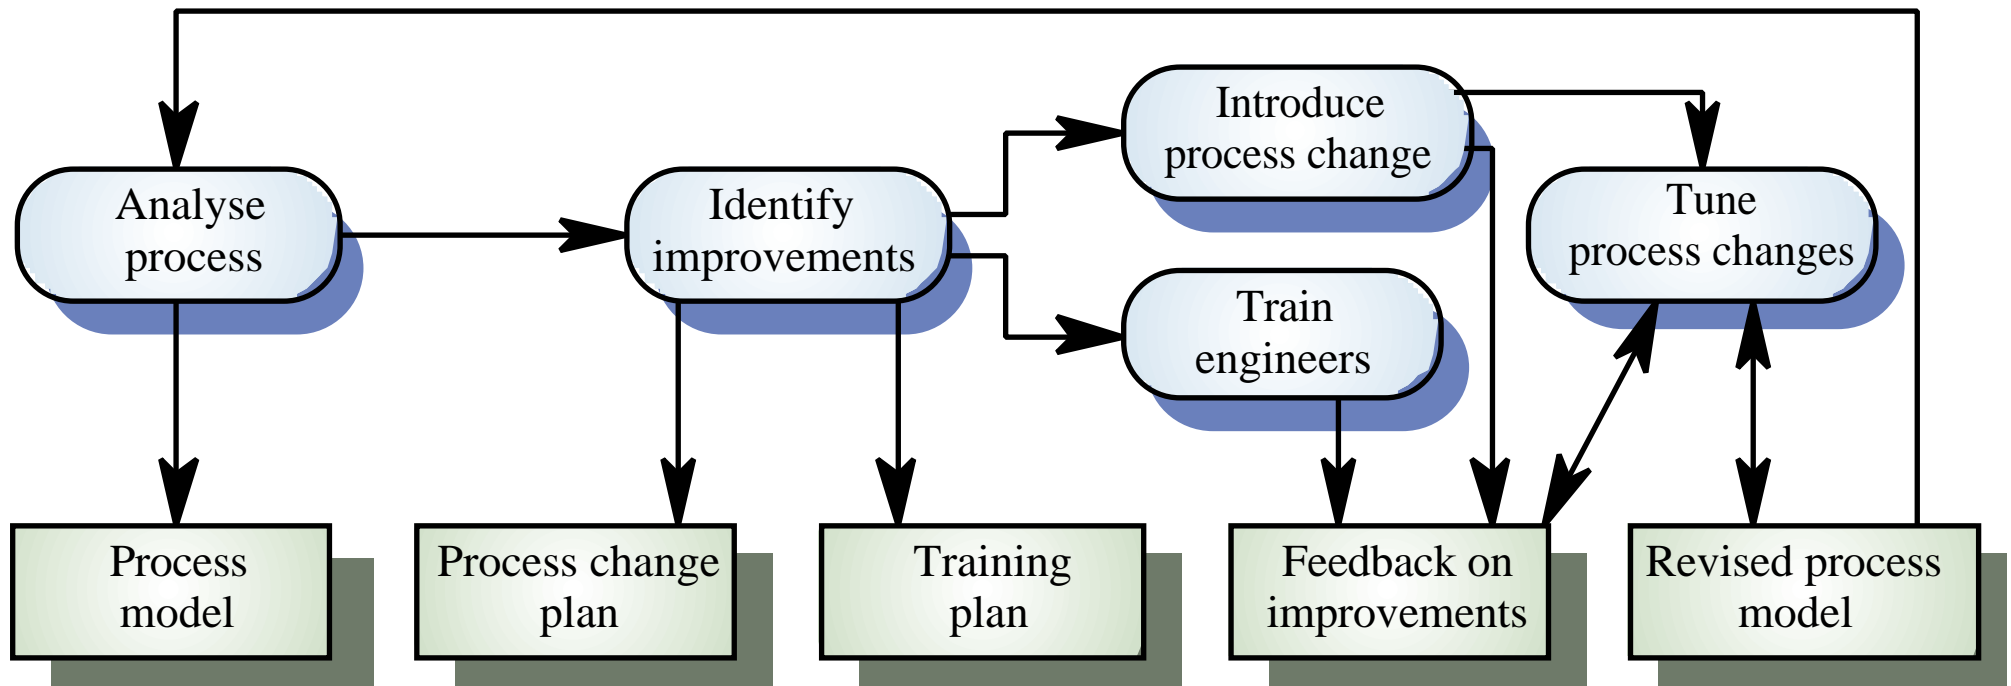 Introduce
process change
Analyse
process
Identify
improvements
Tune
process changes
Train
engineers
Process
model
Process change
plan
Training
plan
Feedback on
improvements
Revised process
model